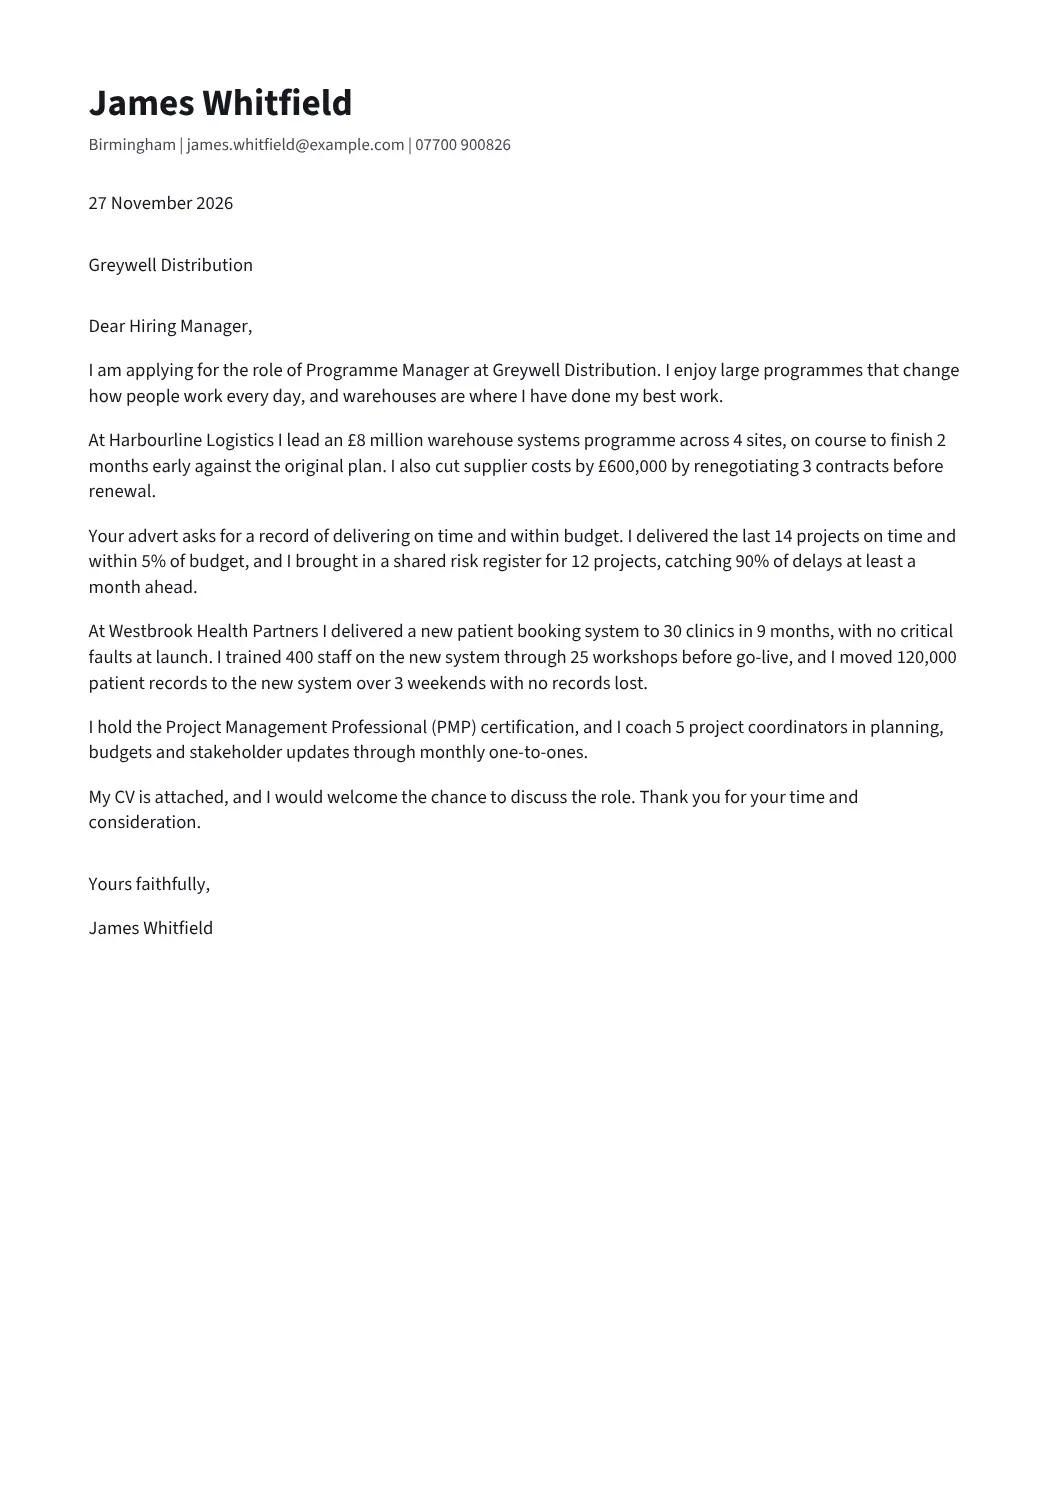 James Whitfield
Birmingham | james.whitfield@example.com | 07700 900826
27 November 2026
Greywell Distribution
Dear Hiring Manager,
I am applying for the role of Programme Manager at Greywell Distribution. I enjoy large programmes that change
how people work every day, and warehouses are where I have done my best work.
At Harbourline Logistics I lead an £8 million warehouse systems programme across 4 sites, on course to finish 2
months early against the original plan. I also cut supplier costs by £600,000 by renegotiating 3 contracts before
renewal.
Your advert asks for a record of delivering on time and within budget. I delivered the last 14 projects on time and
within 5% of budget, and I brought in a shared risk register for 12 projects, catching 90% of delays at least a
month ahead.
At Westbrook Health Partners I delivered a new patient booking system to 30 clinics in 9 months, with no critical
faults at launch. I trained 400 staff on the new system through 25 workshops before go-live, and I moved 120,000
patient records to the new system over 3 weekends with no records lost.
I hold the Project Management Professional (PMP) certification, and I coach 5 project coordinators in planning,
budgets and stakeholder updates through monthly one-to-ones.
My CV is attached, and I would welcome the chance to discuss the role. Thank you for your time and
consideration.
Yours faithfully,
James Whitfield